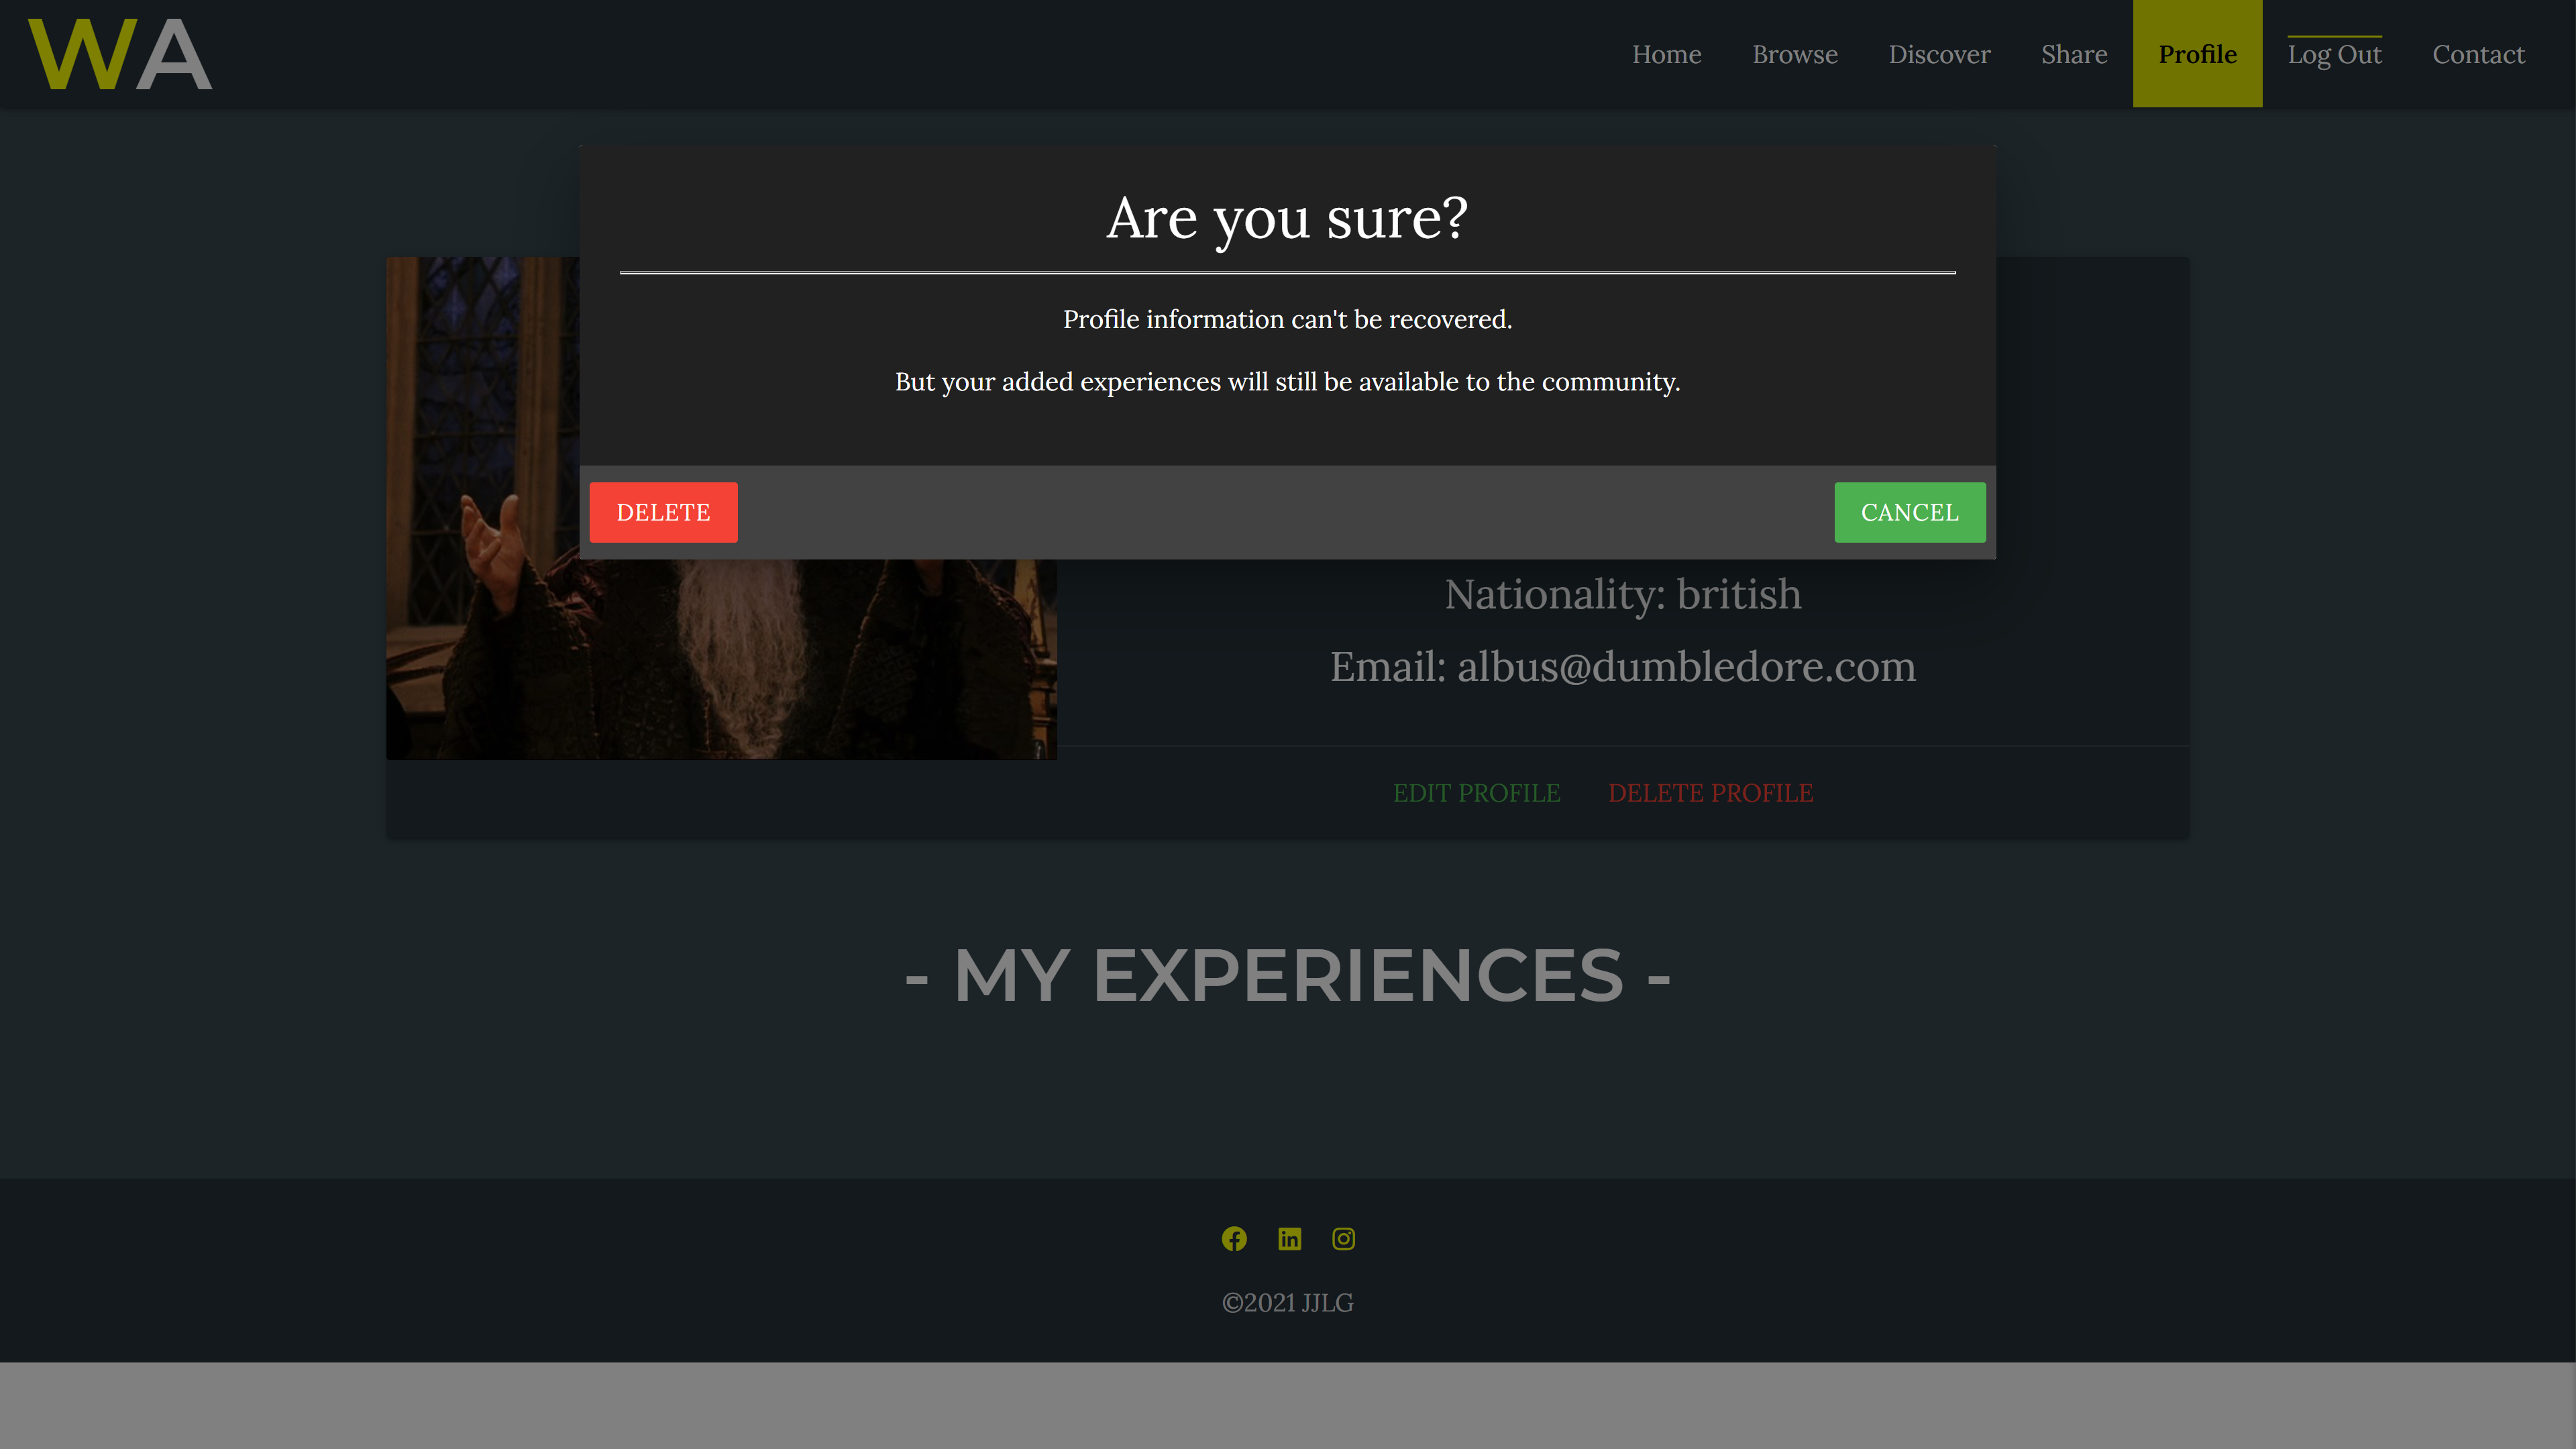 WA
Home Browse Discover Share Profile Log Out Contact
Are you sure?
Profile information can't be recovered.
But your added experiences will still be available to the community.
DELETE CANCEL
Nationality: british
Email: albus@dumbledore.com
EDIT PROFILE DELETE PROFILE
- MY EXPERIENCES -
©2021 JJLG